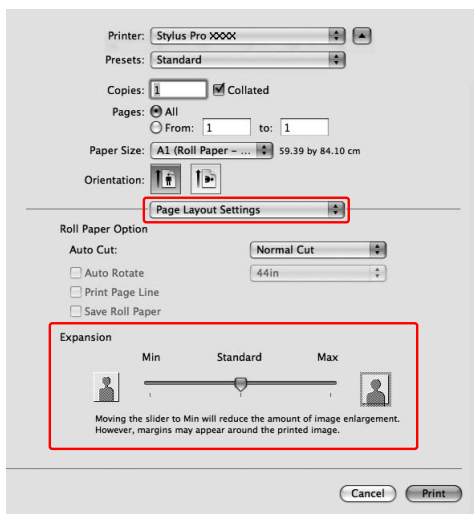 Printer: Stylus Pro XXXX
Presets: Standard
Copies: 1 Collated
Pages: All
From: 1 to: 1
Paper Size: A1 (Roll Paper – ... 59.39 by 84.10 cm
Orientation:
Page Layout Settings
Roll Paper Option
Auto Cut: Normal Cut
Auto Rotate 44in
Print Page Line
Save Roll Paper
Expansion
Min Standard Max
Moving the slider to Min will reduce the amount of image enlargement.
However, margins may appear around the printed image.
Cancel Print